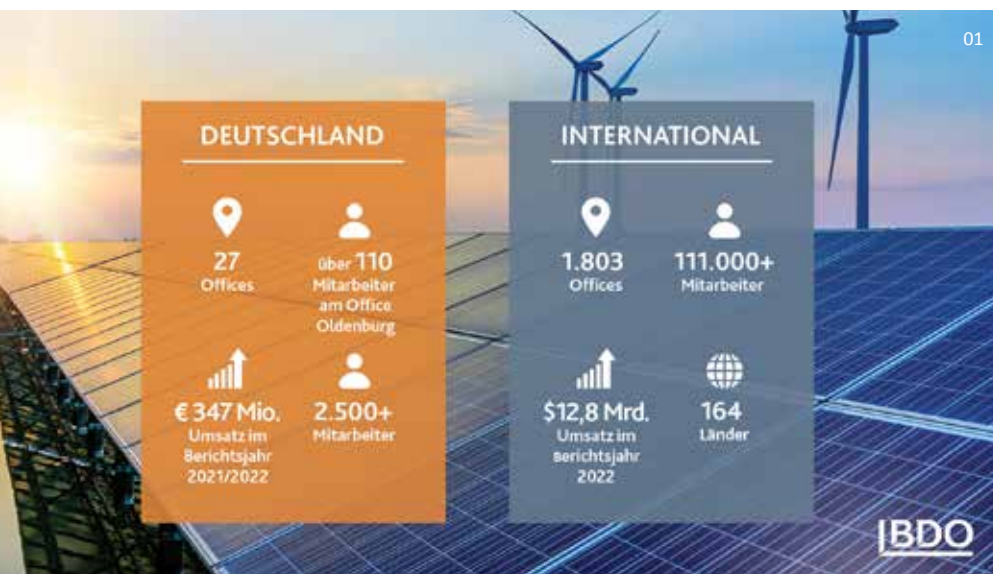 01
DEUTSCHLAND
27
Offices
über 110
Mitarbeiter
am Office
Oldenburg
€ 347 Mio.
Umsatz im
Berichtsjahr
2021/2022
2.500+
Mitarbeiter
INTERNATIONAL
1.803
Offices
111.000+
Mitarbeiter
$12,8 Mrd.
Umsatz im
Berichtsjahr
2022
164
Länder
BDO